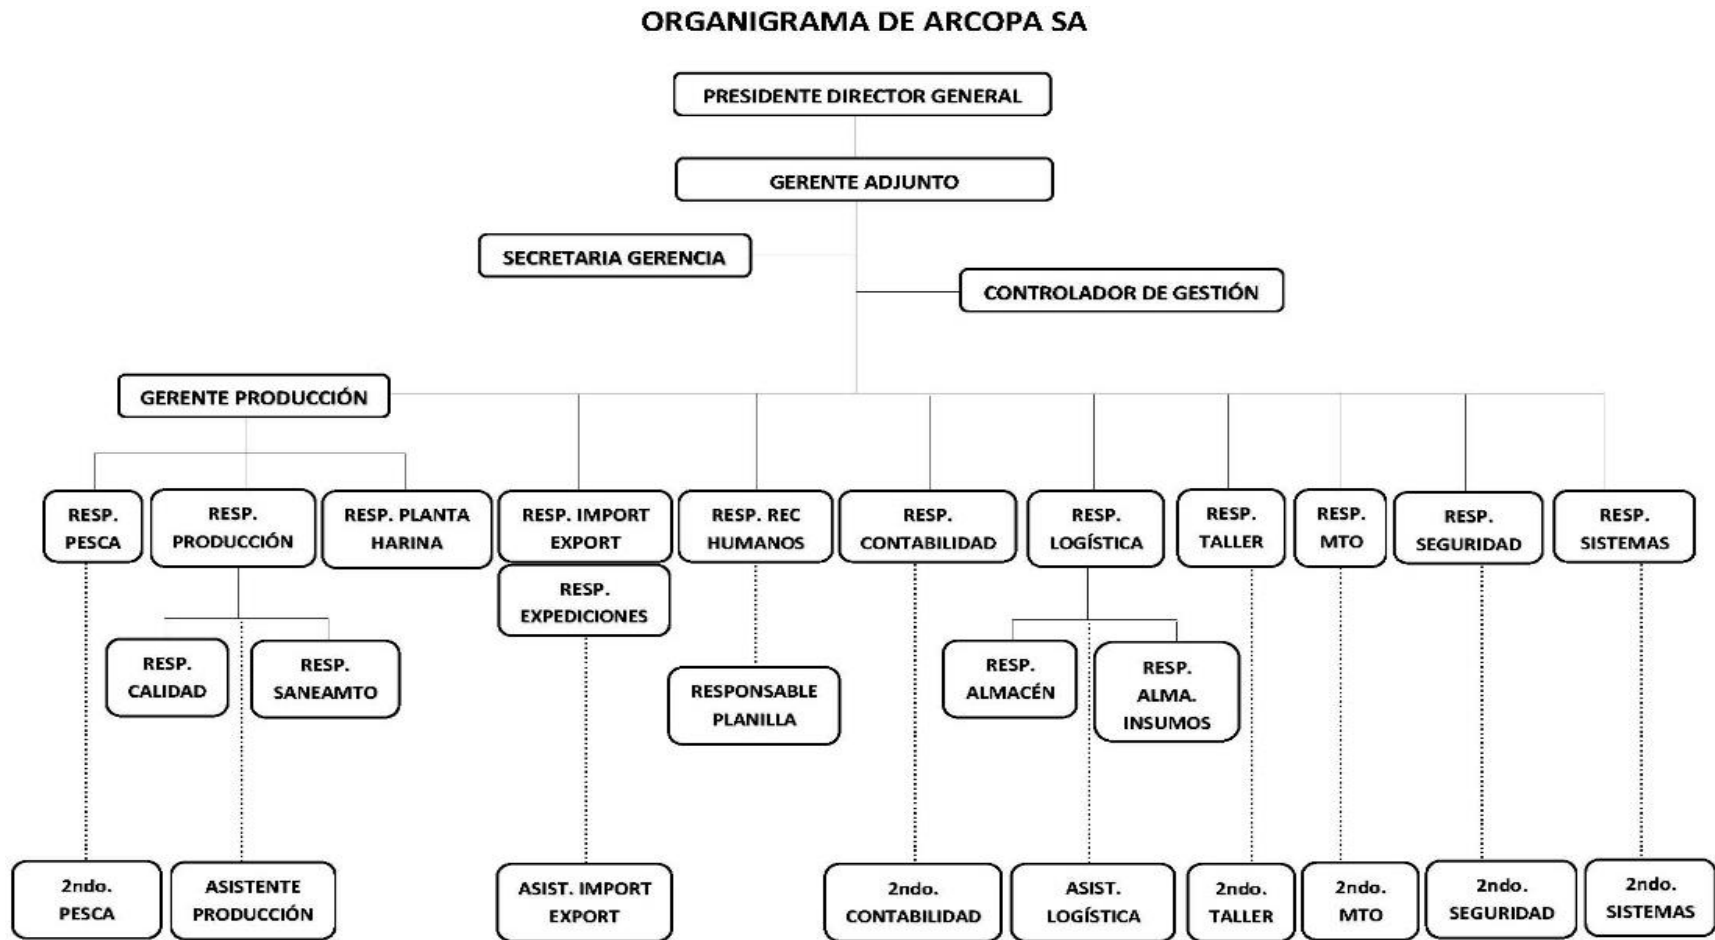 ORGANIGRAMA DE ARCOPA SA
PRESIDENTE DIRECTOR GENERAL
GERENTE ADJUNTO
SECRETARIA GERENCIA
CONTROLADOR DE GESTIÓN
GERENTE PRODUCCIÓN
RESP.
PESCA
RESP.
PRODUCCIÓN
RESP. PLANTA
HARINA
RESP. IMPORT
EXPORT
RESP. REC
HUMANOS
RESP.
CONTABILIDAD
RESP.
LOGÍSTICA
RESP.
TALLER
RESP.
MTO
RESP.
SEGURIDAD
RESP.
SISTEMAS
RESP.
EXPEDICIONES
RESP.
CALIDAD
RESP.
SANEAMTO
RESPONSABLE
PLANILLA
RESP.
ALMACÉN
RESP.
ALMA.
INSUMOS
2ndo.
PESCA
ASISTENTE
PRODUCCIÓN
ASIST. IMPORT
EXPORT
2ndo.
CONTABILIDAD
ASIST.
LOGÍSTICA
2ndo.
TALLER
2ndo.
MTO
2ndo.
SEGURIDAD
2ndo.
SISTEMAS